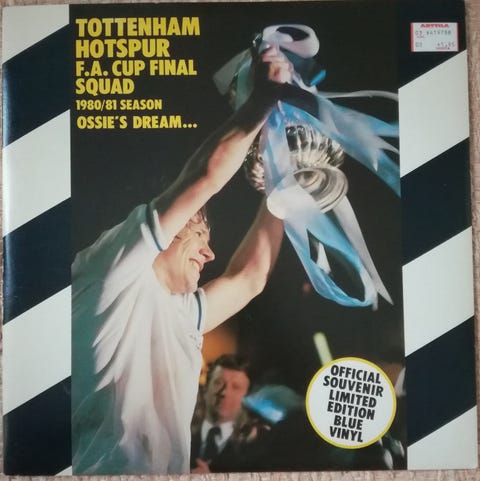 TOTTENHAM
HOTSPUR
F.A. CUP FINAL
SQUAD
1980/81 SEASON
OSSIE'S DREAM...
OFFICIAL
SOUVENIR
LIMITED
EDITION
BLUE
VINYL